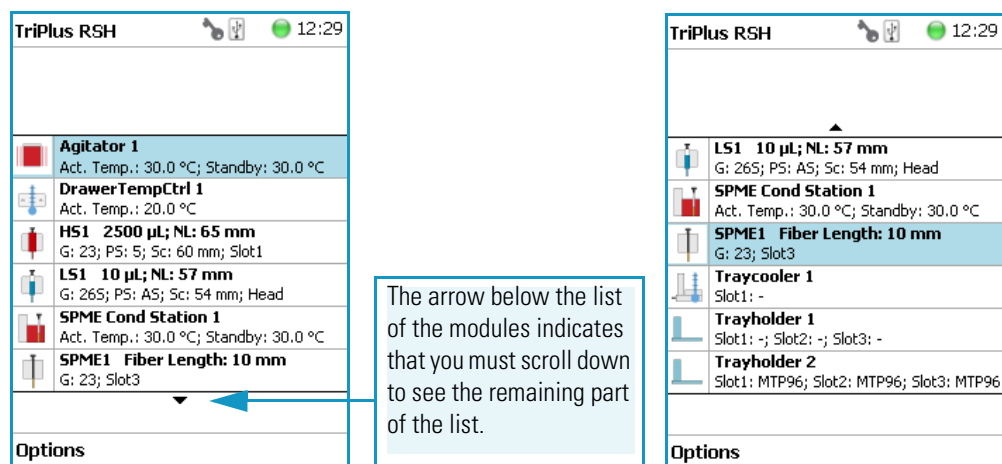 TriPlus RSH 12:29
Agitator 1
Act. Temp.: 30.0 °C; Standby: 30.0 °C
DrawerTempCtrl 1
Act. Temp.: 20.0 °C
HS1 2500 µL; NL: 65 mm
G: 23; PS: 5; Sc: 60 mm; Slot1
LS1 10 µL; NL: 57 mm
G: 26S; PS: AS; Sc: 54 mm; Head
SPME Cond Station 1
Act. Temp.: 30.0 °C; Standby: 30.0 °C
SPME1 Fiber Length: 10 mm
G: 23; Slot3
Options
The arrow below the list
of the modules indicates
that you must scroll down
to see the remaining part
of the list.
TriPlus RSH 12:29
LS1 10 µL; NL: 57 mm
G: 26S; PS: AS; Sc: 54 mm; Head
SPME Cond Station 1
Act. Temp.: 30.0 °C; Standby: 30.0 °C
SPME1 Fiber Length: 10 mm
G: 23; Slot3
Traycooler 1
Slot1: -
Trayholder 1
Slot1: -; Slot2: -; Slot3: -
Trayholder 2
Slot1: MTP96; Slot2: MTP96; Slot3: MTP96
Options